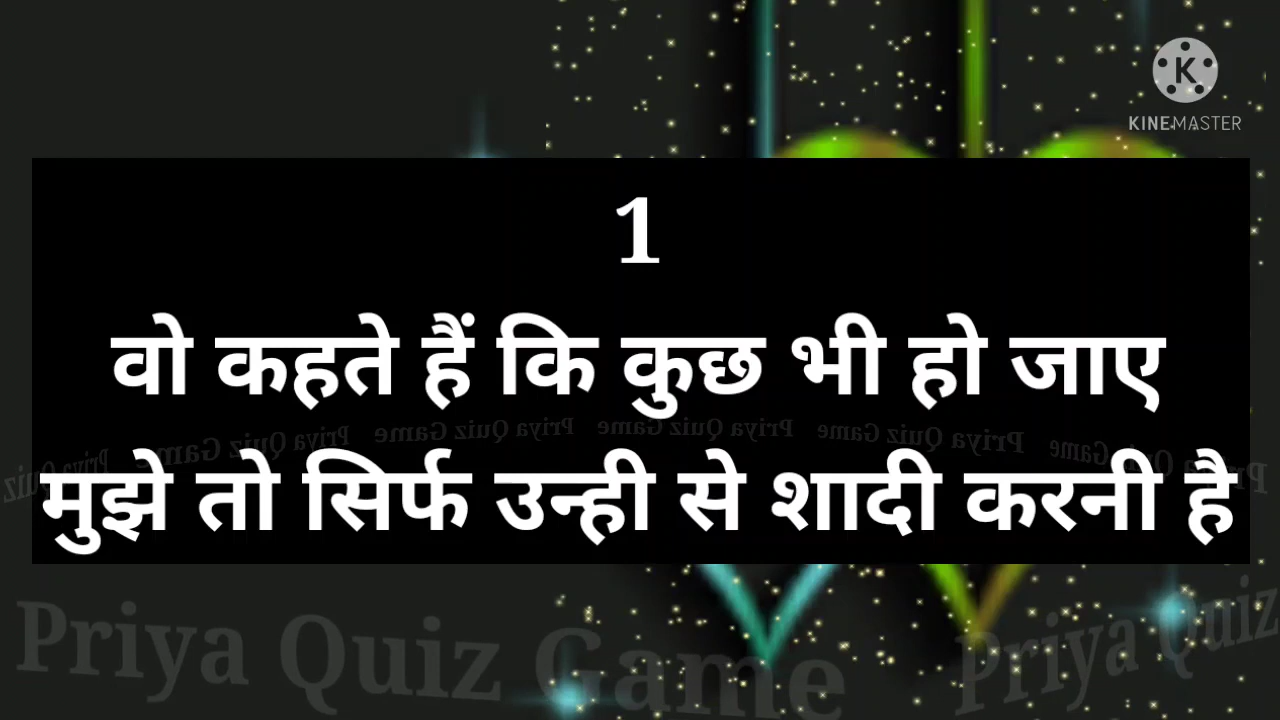 KINEMASTER
1
वो कहते हैं कि कुछ भी हो जाए
मुझे तो सिर्फ उन्ही से शादी करनी है
Priya Quiz Game Priya Quiz Game Priya Quiz Game Priya Quiz Game
Priya Quiz Game Priya Quiz